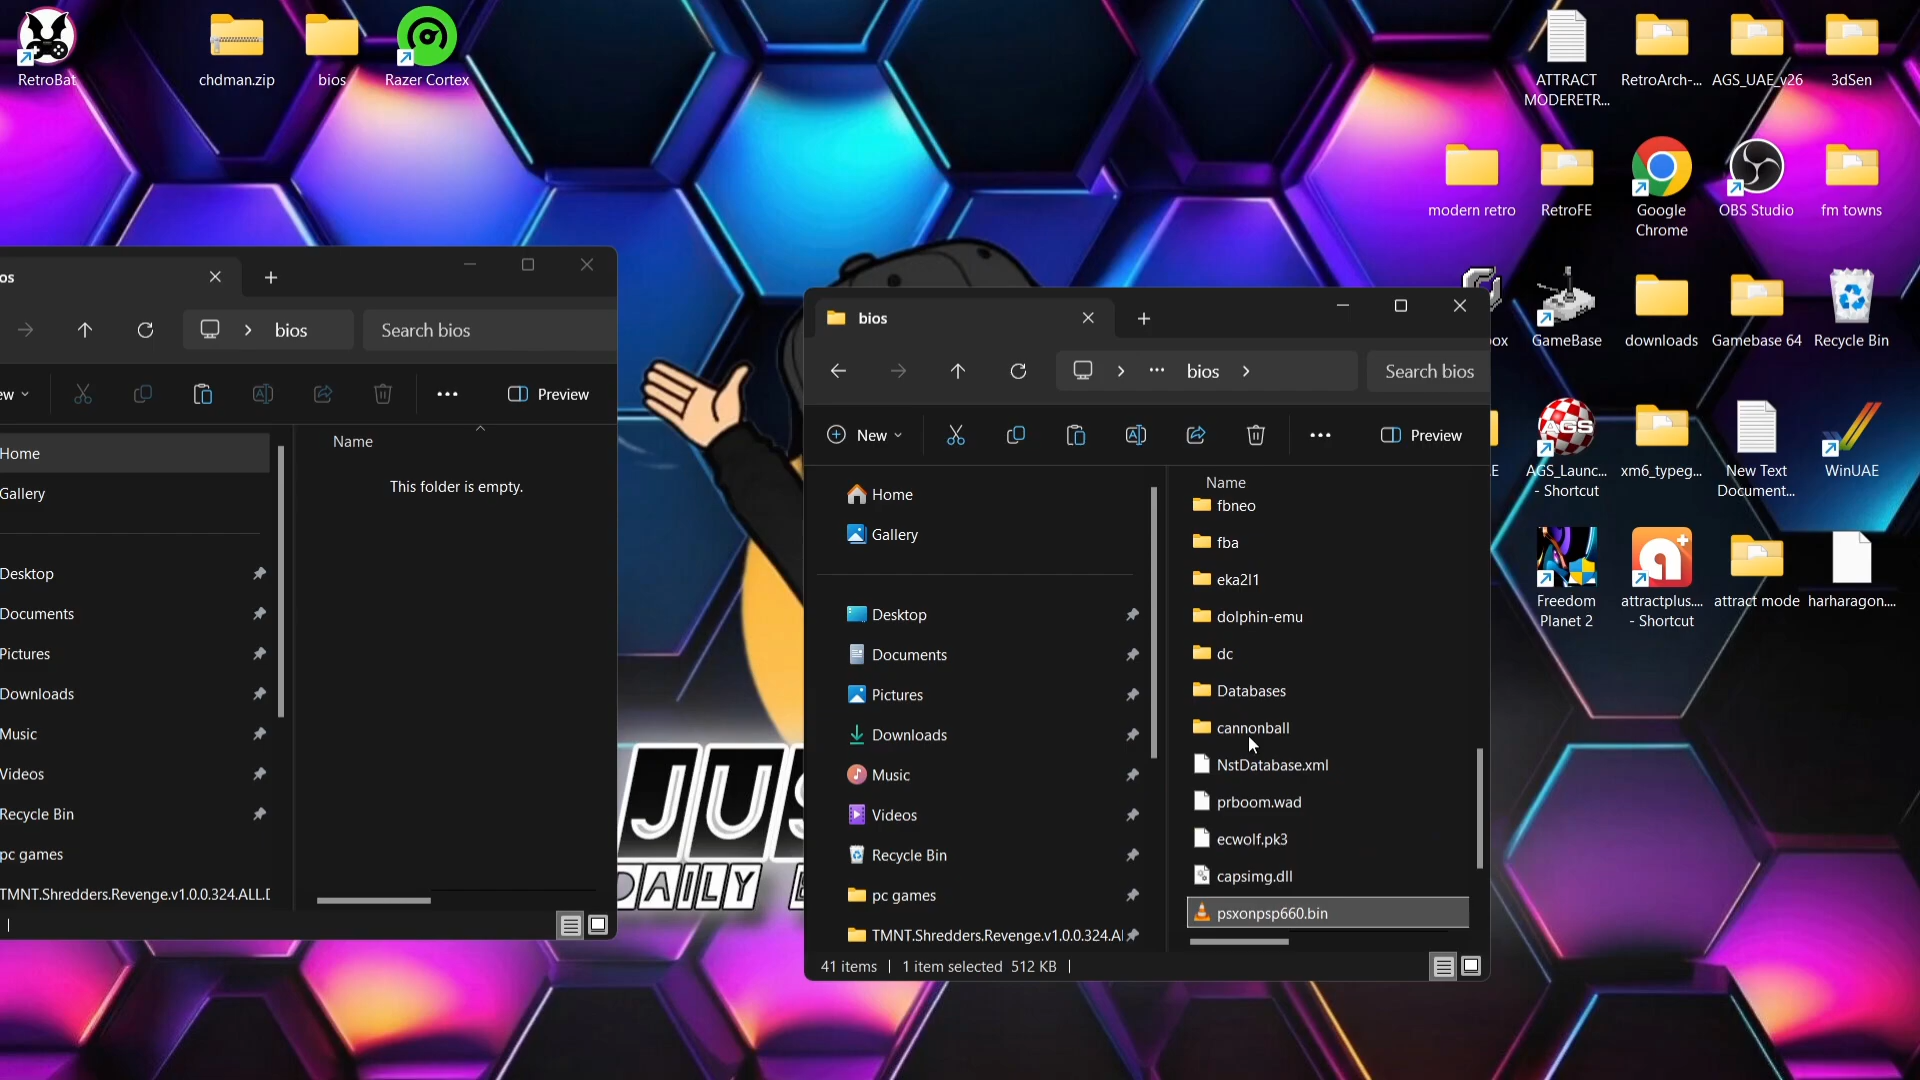 RetroBat
chdman.zip
bios
Razer Cortex
ATTRACT
MODERETR...
RetroArch-...
AGS_UAE_v26
3dSen
modern retro
RetroFE
Google
Chrome
OBS Studio
fm towns
ox
GameBase
downloads
Gamebase 64
Recycle Bin
E
AGS
AGS_Launc...
- Shortcut
xm6_typeg...
New Text
Document...
WinUAE
Freedom
Planet 2
attractplus....
- Shortcut
attract mode
harharagon....
os
bios
Search bios
ew
Preview
Home
Gallery
Desktop
Documents
Pictures
Downloads
Music
Videos
Recycle Bin
pc games
TMNT.Shredders.Revenge.v1.0.0.324.ALL.D
Name
This folder is empty.
JUS
DAILY
bios
bios
Search bios
New
Preview
Home
Gallery
Desktop
Documents
Pictures
Downloads
Music
Videos
Recycle Bin
pc games
TMNT.Shredders.Revenge.v1.0.0.324.Al
Name
fbneo
fba
eka2l1
dolphin-emu
dc
Databases
cannonball
NstDatabase.xml
prboom.wad
ecwolf.pk3
capsimg.dll
psxonpsp660.bin
41 items
1 item selected 512 KB